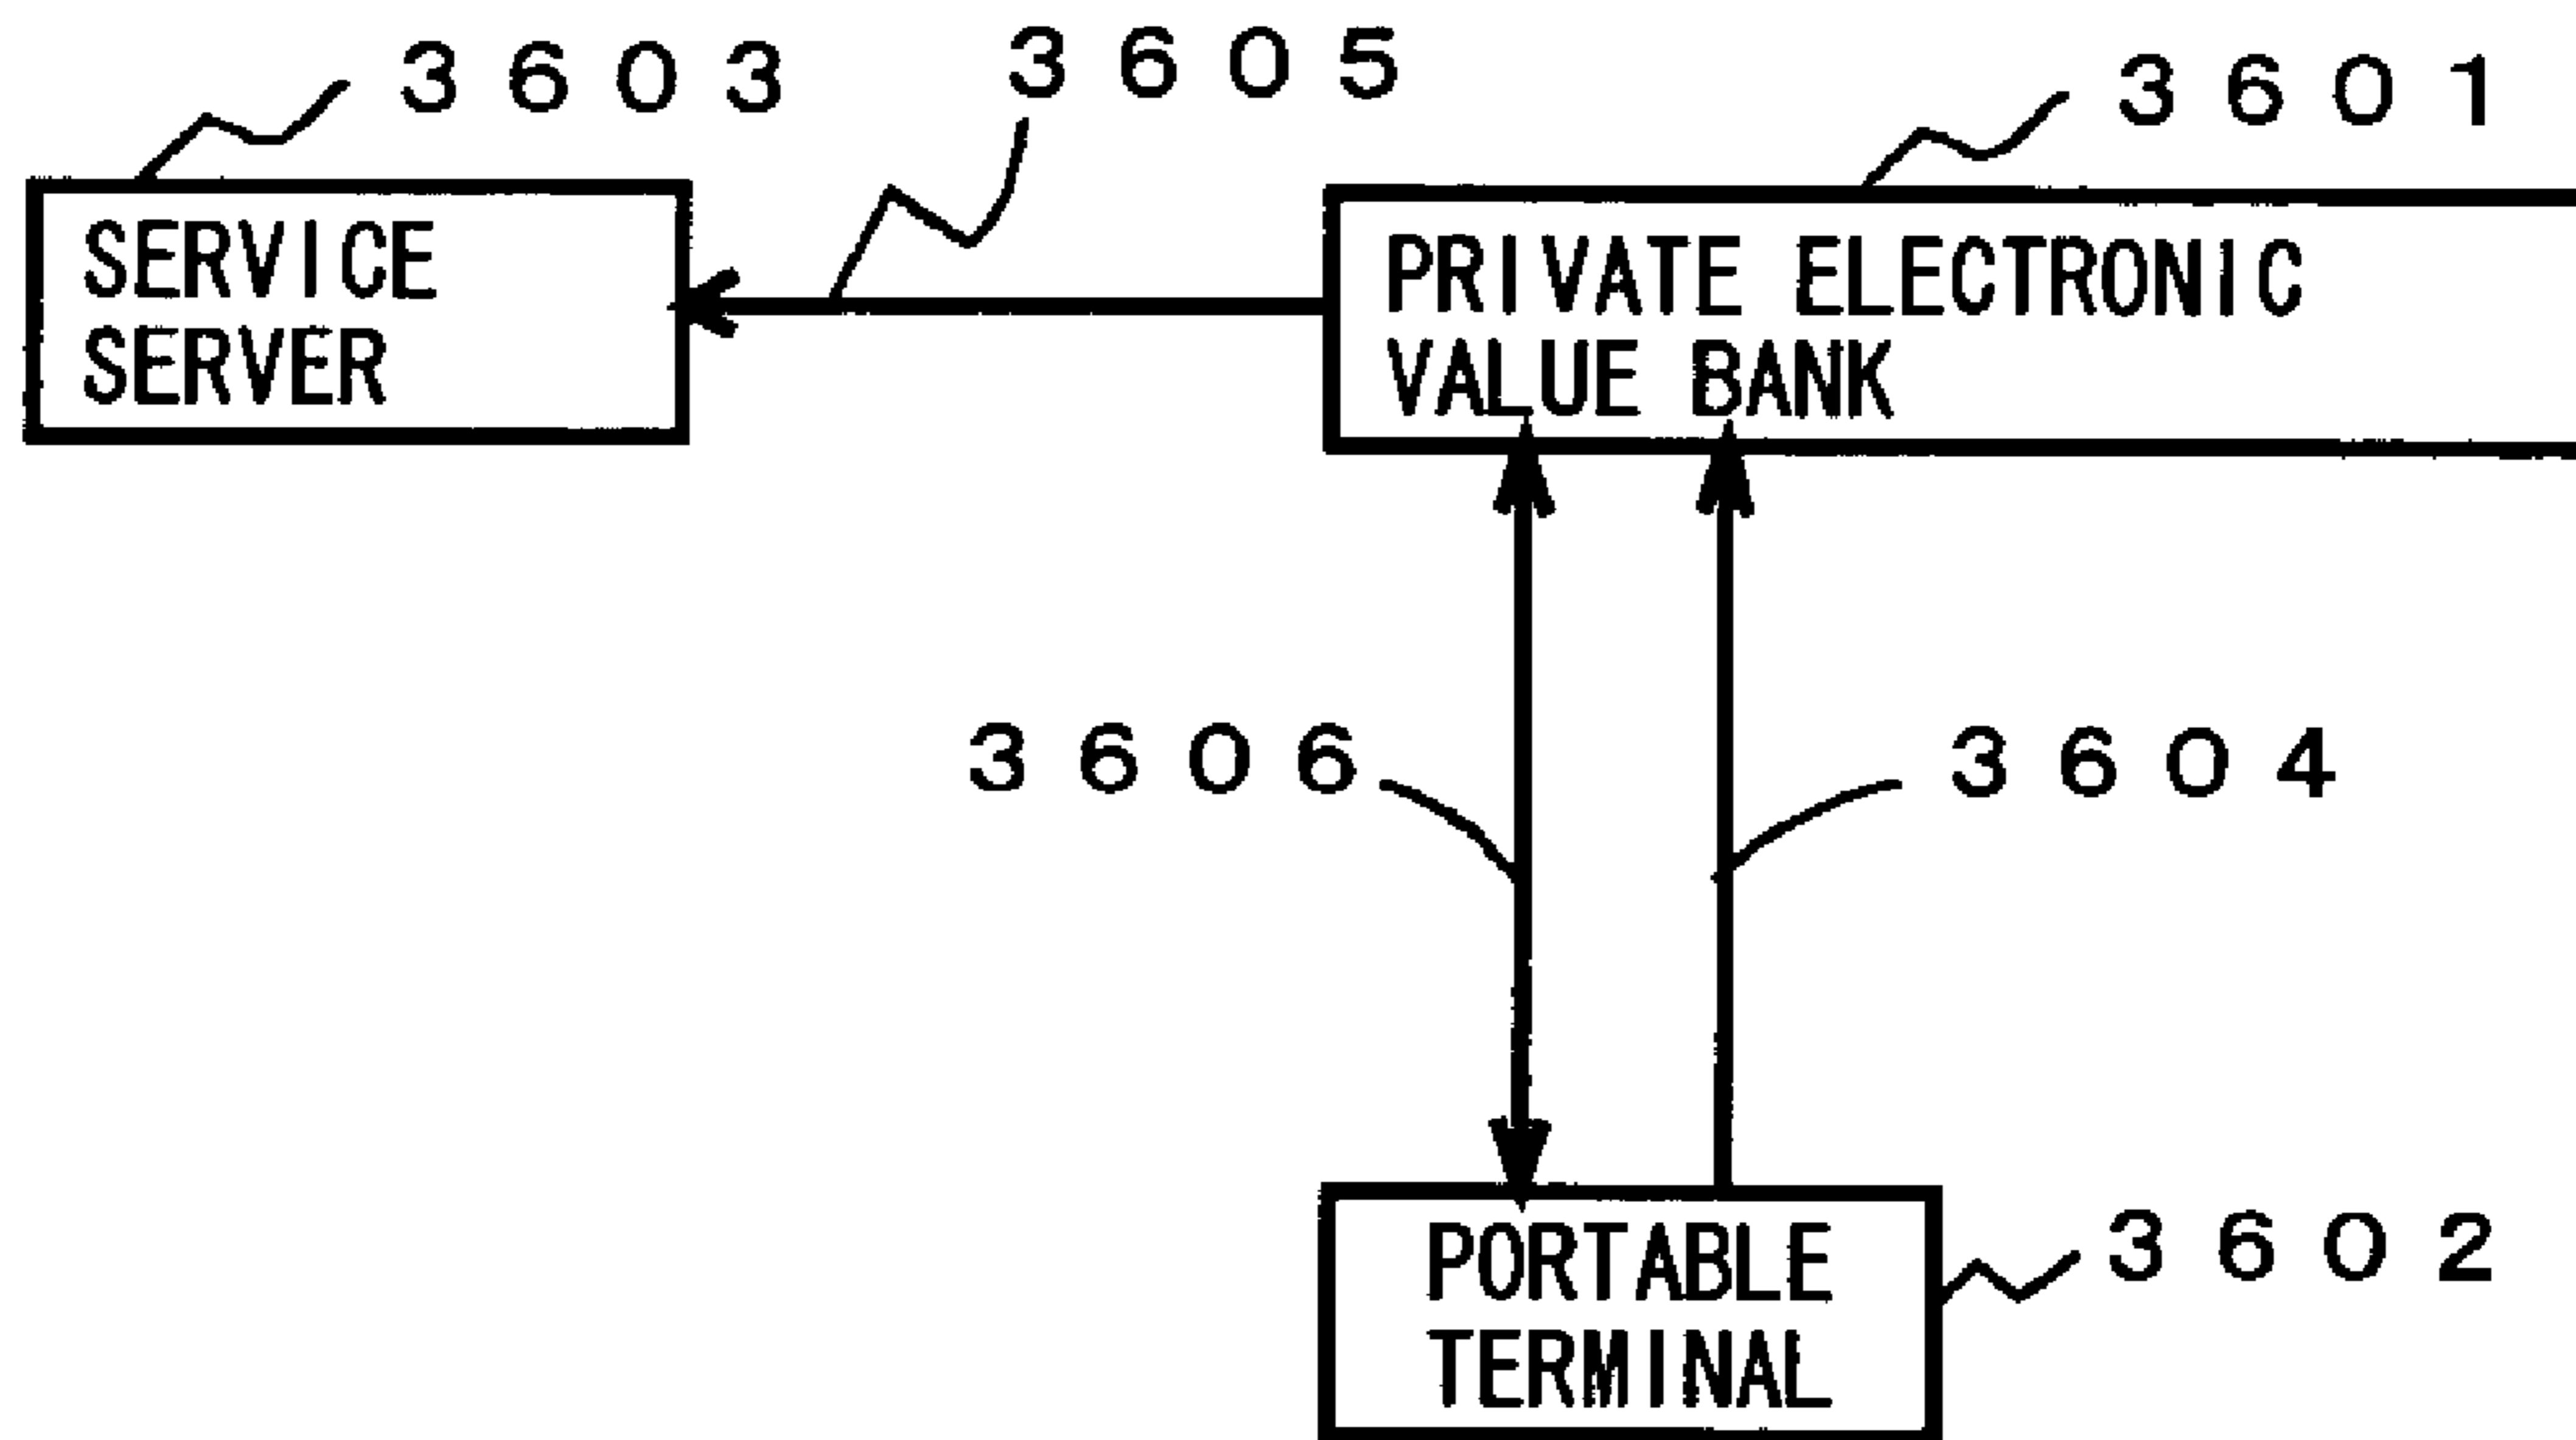 3603
3605
3601
SERVICE
SERVER
PRIVATE ELECTRONIC
VALUE BANK
3606
3604
PORTABLE
TERMINAL
3602